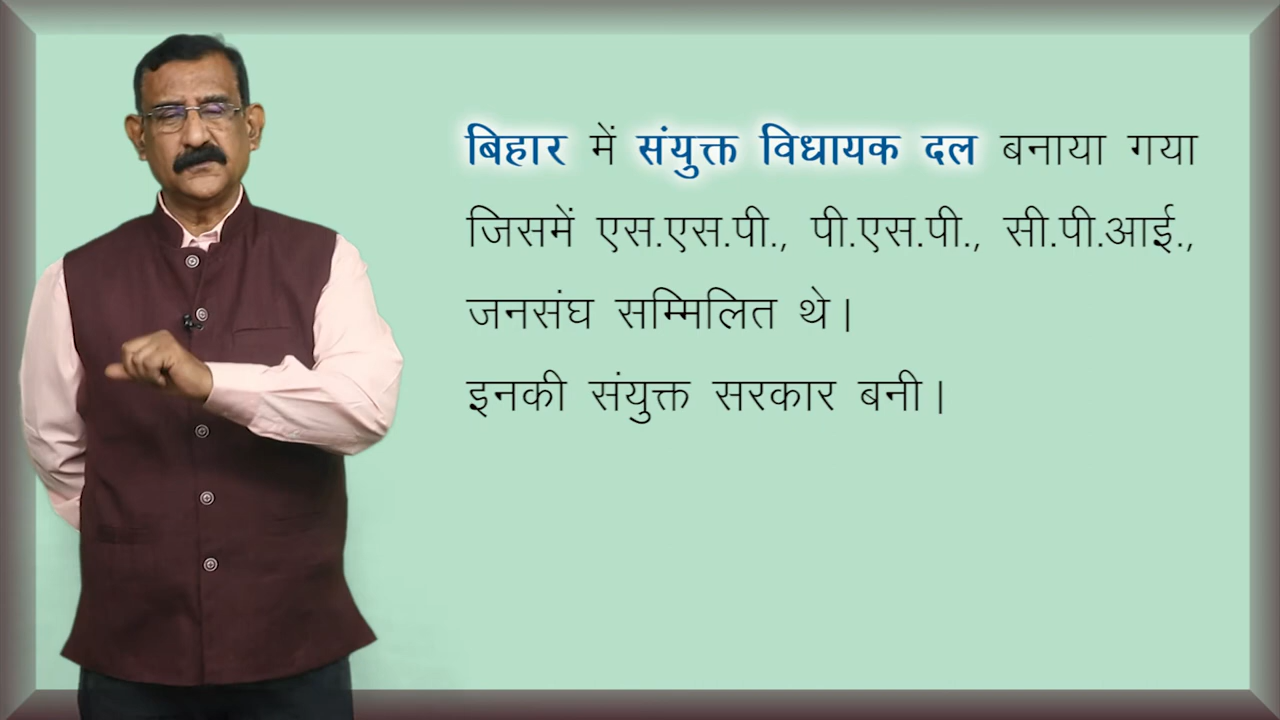 बिहार में संयुक्त विधायक दल बनाया गया
जिसमें एस.एस.पी., पी.एस.पी., सी.पी.आई.,
जनसंघ सम्मिलित थे।
इनकी संयुक्त सरकार बनी।